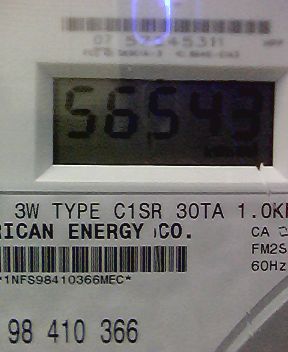 56543
3W TYPE C1SR 30TA 1.0K
RICAN ENERGY CO.
CA
FM2S
60Hz
*1NFS98410366MEC*
98 410 366